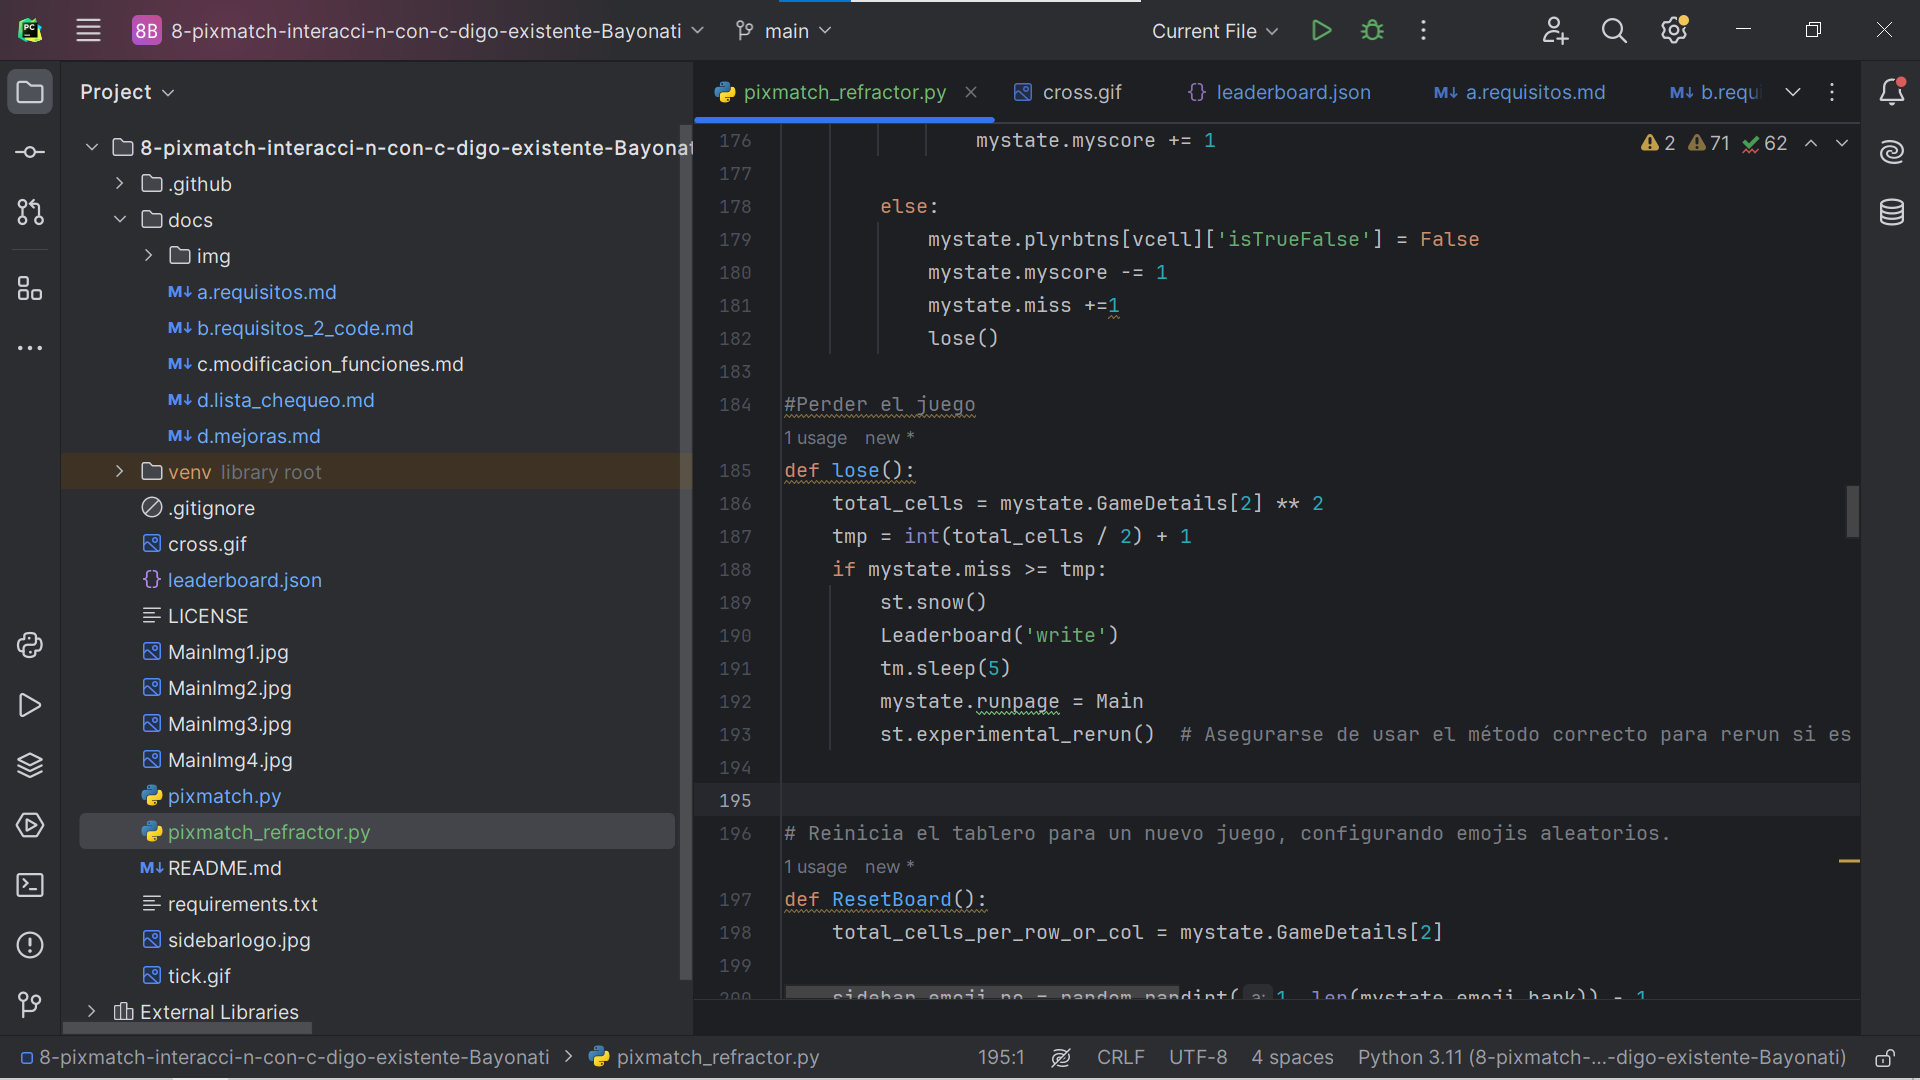 8B 8-pixmatch-interacci-n-con-c-digo-existente-Bayonati main Current File
Project
8-pixmatch-interacci-n-con-c-digo-existente-Bayonat
.github
docs
img
M↓ a.requisitos.md
M↓ b.requisitos_2_code.md
M↓ c.modificacion_funciones.md
M↓ d.lista_chequeo.md
M↓ d.mejoras.md
venv library root
.gitignore
cross.gif
{} leaderboard.json
LICENSE
MainImg1.jpg
MainImg2.jpg
MainImg3.jpg
MainImg4.jpg
pixmatch.py
pixmatch_refractor.py
M↓ README.md
requirements.txt
sidebarlogo.jpg
tick.gif
External Libraries
pixmatch_refractor.py cross.gif {} leaderboard.json M↓ a.requisitos.md M↓ b.requi
2 71 62
176 mystate.myscore += 1
177
178 else:
179 mystate.plyrbtns[vcell]['isTrueFalse'] = False
180 mystate.myscore -= 1
181 mystate.miss +=1
182 lose()
183
184 #Perder el juego
1 usage new *
185 def lose():
186 total_cells = mystate.GameDetails[2] ** 2
187 tmp = int(total_cells / 2) + 1
188 if mystate.miss >= tmp:
189 st.snow()
190 Leaderboard('write')
191 tm.sleep(5)
192 mystate.runpage = Main
193 st.experimental_rerun() # Asegurarse de usar el método correcto para rerun si es
194
195
196 # Reinicia el tablero para un nuevo juego, configurando emojis aleatorios.
1 usage new *
197 def ResetBoard():
198 total_cells_per_row_or_col = mystate.GameDetails[2]
199
200 sidebar_emoji_no = random.randint( a: 1, len(mystate.emoji_bank)) - 1
8-pixmatch-interacci-n-con-c-digo-existente-Bayonati > pixmatch_refractor.py 195:1 CRLF UTF-8 4 spaces Python 3.11 (8-pixmatch-...-digo-existente-Bayonati)